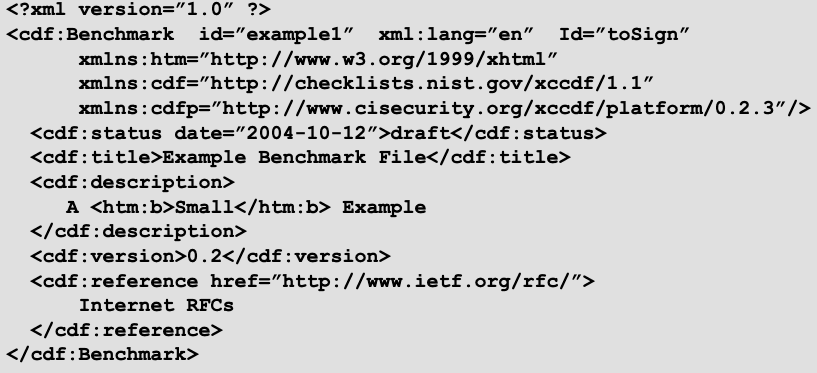 <?xml version=”1.0” ?>
<cdf:Benchmark  id=”example1”  xml:lang=”en”  Id=”toSign”
      xmlns:htm=”http://www.w3.org/1999/xhtml”
      xmlns:cdf=”http://checklists.nist.gov/xccdf/1.1”
      xmlns:cdfp=”http://www.cisecurity.org/xccdf/platform/0.2.3”/>
  <cdf:status date=”2004-10-12”>draft</cdf:status>
  <cdf:title>Example Benchmark File</cdf:title>
  <cdf:description>
     A <htm:b>Small</htm:b> Example
  </cdf:description>
  <cdf:version>0.2</cdf:version>
  <cdf:reference href=”http://www.ietf.org/rfc/”>
      Internet RFCs
  </cdf:reference>
</cdf:Benchmark>